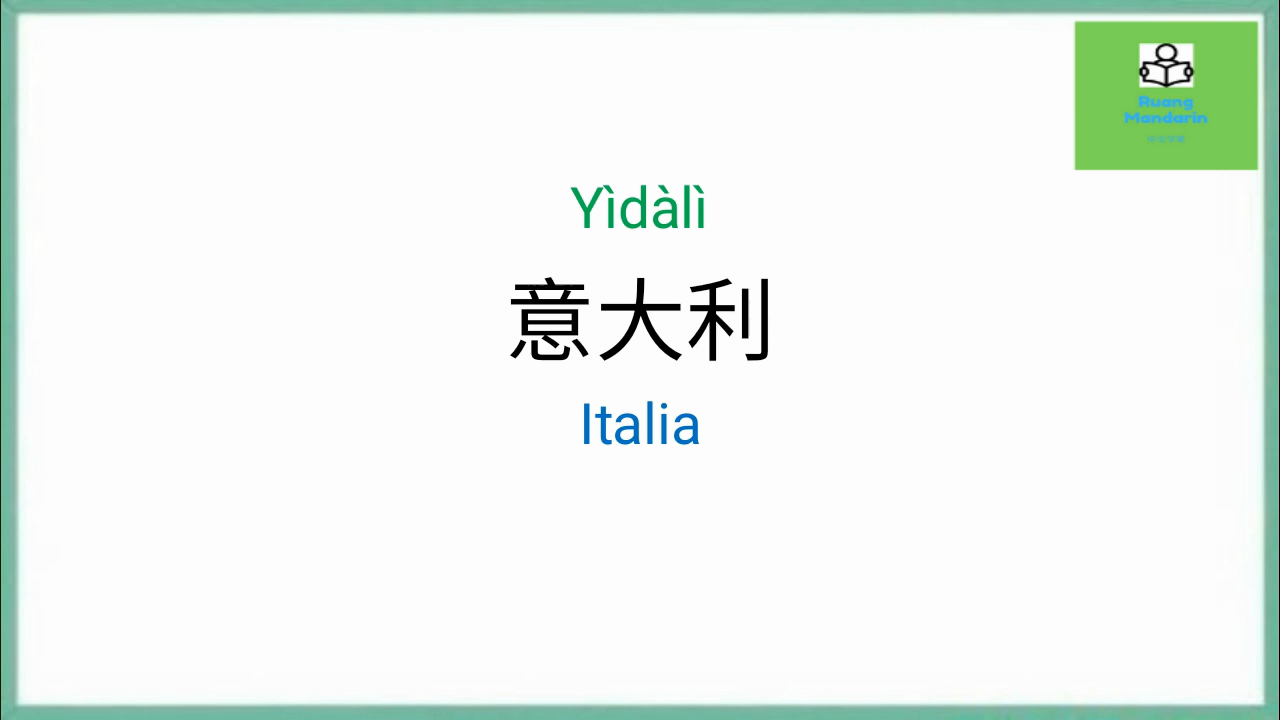 Ruang
Mandarin
Yìdàlì
意大利
Italia